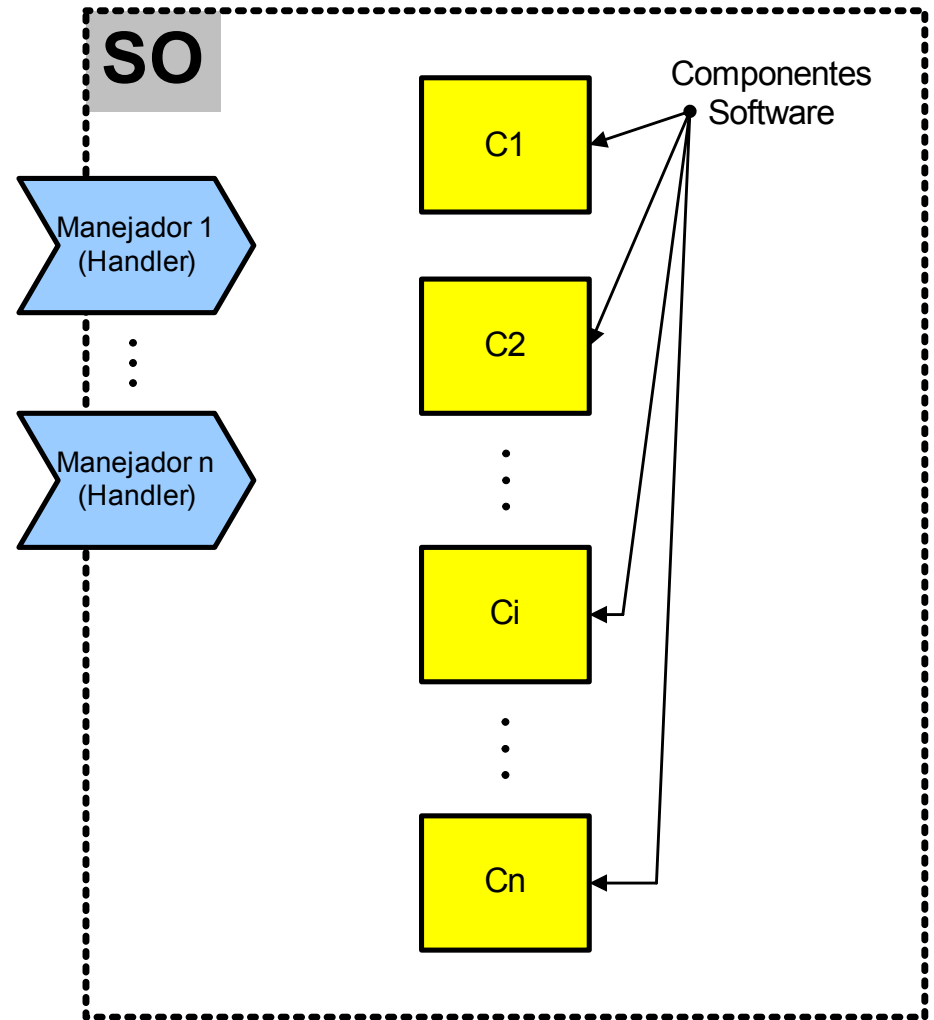 SO
Componentes
Software
C1
Manejador 1
(Handler)
C2
Manejador n
(Handler)
Ci
Cn